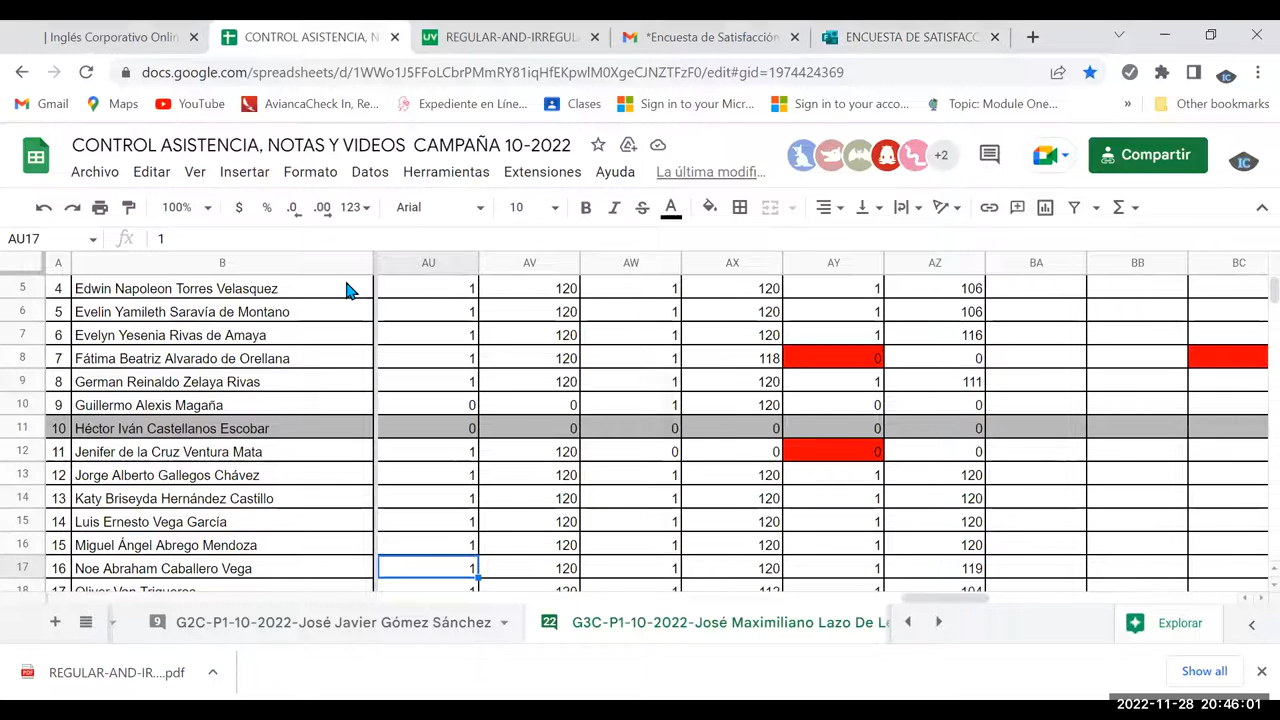 | Inglés Corporativo Onlin
CONTROL ASISTENCIA, N
UV REGULAR-AND-IRREGUL
*Encuesta de Satisfacción
ENCUESTA DE SATISFACC
docs.google.com/spreadsheets/d/1WWo1J5FFoLCbrPMmRY81iqHfEKpwlM0XgeCJNZTFzF0/edit#gid=1974424369
Gmail Maps YouTube AviancaCheck In, Re... Expediente en Líne... Clases Sign in to your Micr... Sign in to your acco... Topic: Module One... » Other bookmarks
CONTROL ASISTENCIA, NOTAS Y VIDEOS CAMPAÑA 10-2022
+2
Compartir
IC
Archivo Editar Ver Insertar Formato Datos Herramientas Extensiones Ayuda La última modifi...
100% $ % .0 .00 123 Arial 10 B I S A
AU17 fx 1
A B AU AV AW AX AY AZ BA BB BC
5 4 Edwin Napoleon Torres Velasquez 1 120 1 120 1 106
6 5 Evelin Yamileth Saravía de Montano 1 120 1 120 1 106
7 6 Evelyn Yesenia Rivas de Amaya 1 120 1 120 1 116
8 7 Fátima Beatriz Alvarado de Orellana 1 120 1 118 0 0
9 8 German Reinaldo Zelaya Rivas 1 120 1 120 1 111
10 9 Guillermo Alexis Magaña 0 0 1 120 0 0
11 10 Héctor Iván Castellanos Escobar 0 0 0 0 0 0
12 11 Jenifer de la Cruz Ventura Mata 1 120 0 0 0 0
13 12 Jorge Alberto Gallegos Chávez 1 120 1 120 1 120
14 13 Katy Briseyda Hernández Castillo 1 120 1 120 1 120
15 14 Luis Ernesto Vega García 1 120 1 120 1 120
16 15 Miguel Ángel Abrego Mendoza 1 120 1 120 1 120
17 16 Noe Abraham Caballero Vega 1 120 1 120 1 119
18 17 1 120 1 112 1 104
9 G2C-P1-10-2022-José Javier Gómez Sánchez
22 G3C-P1-10-2022-José Maximiliano Lazo De Le
Explorar
REGULAR-AND-IR....pdf
Show all
2022-11-28 20:46:01